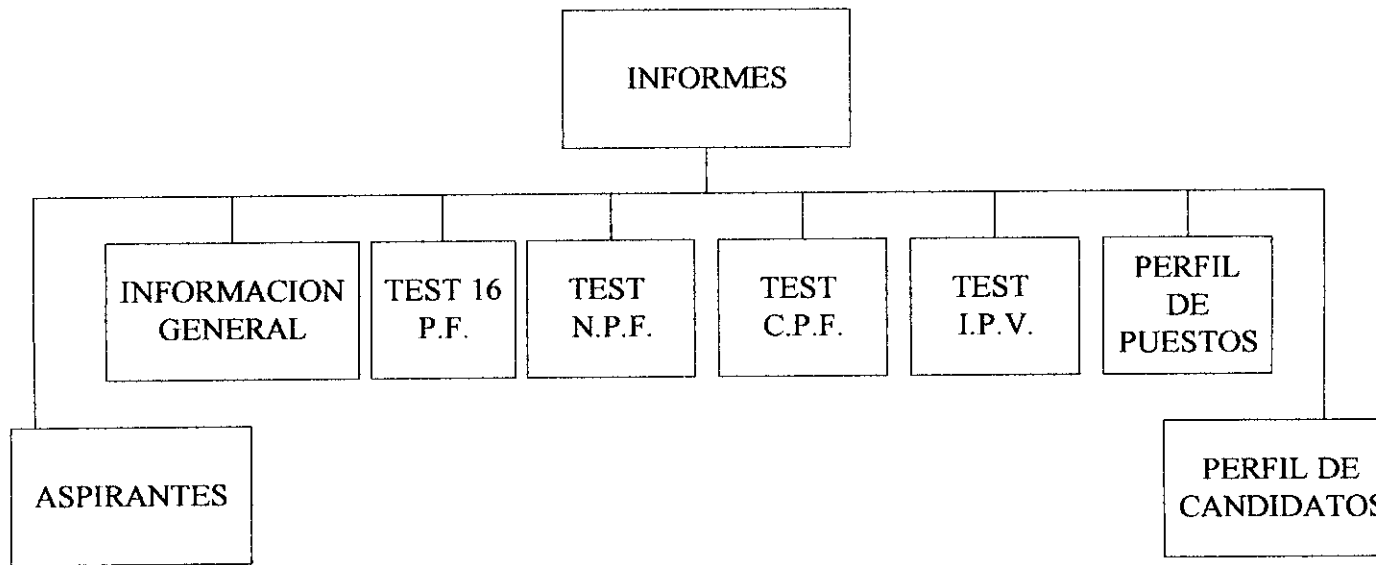 INFORMES
INFORMACION
GENERAL
TEST 16
P.F.
TEST
N.P.F.
TEST
C.P.F.
TEST
I.P.V.
PERFIL
DE
PUESTOS
ASPIRANTES
PERFIL DE
CANDIDATOS